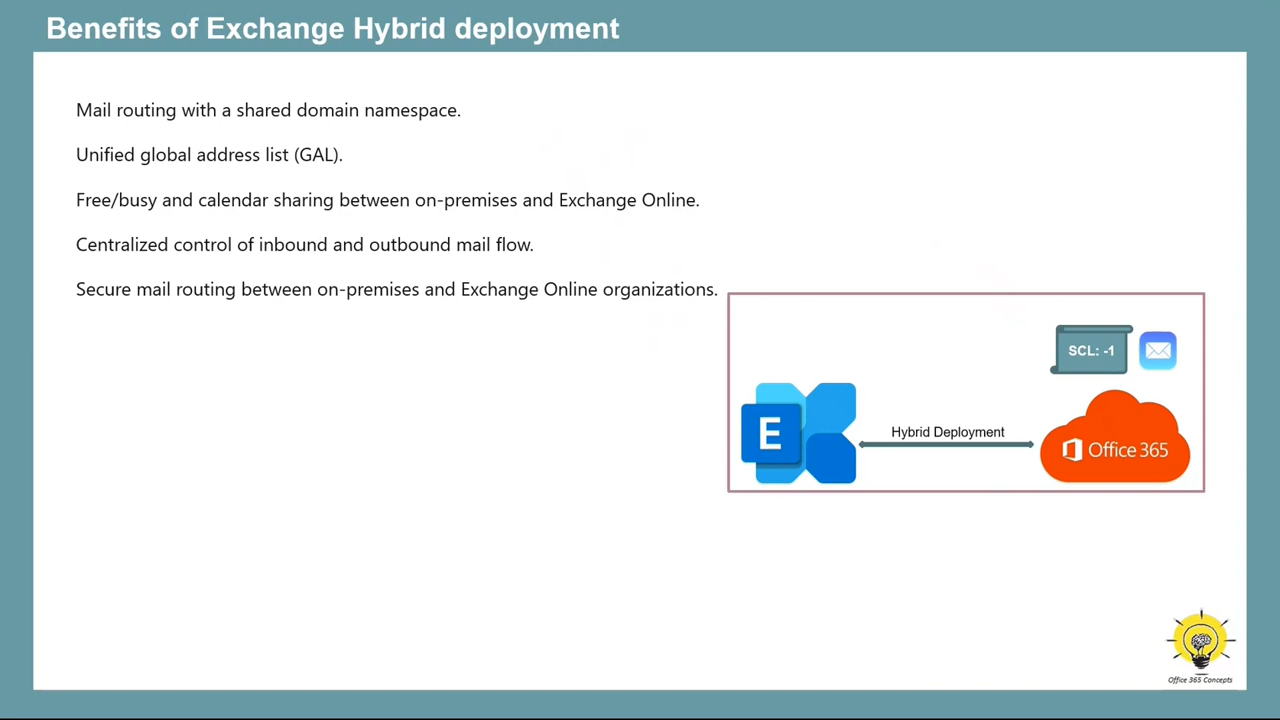 Benefits of Exchange Hybrid deployment
Mail routing with a shared domain namespace.
Unified global address list (GAL).
Free/busy and calendar sharing between on-premises and Exchange Online.
Centralized control of inbound and outbound mail flow.
Secure mail routing between on-premises and Exchange Online organizations.
SCL: -1
E
Hybrid Deployment
Office 365
Office 365 Concepts